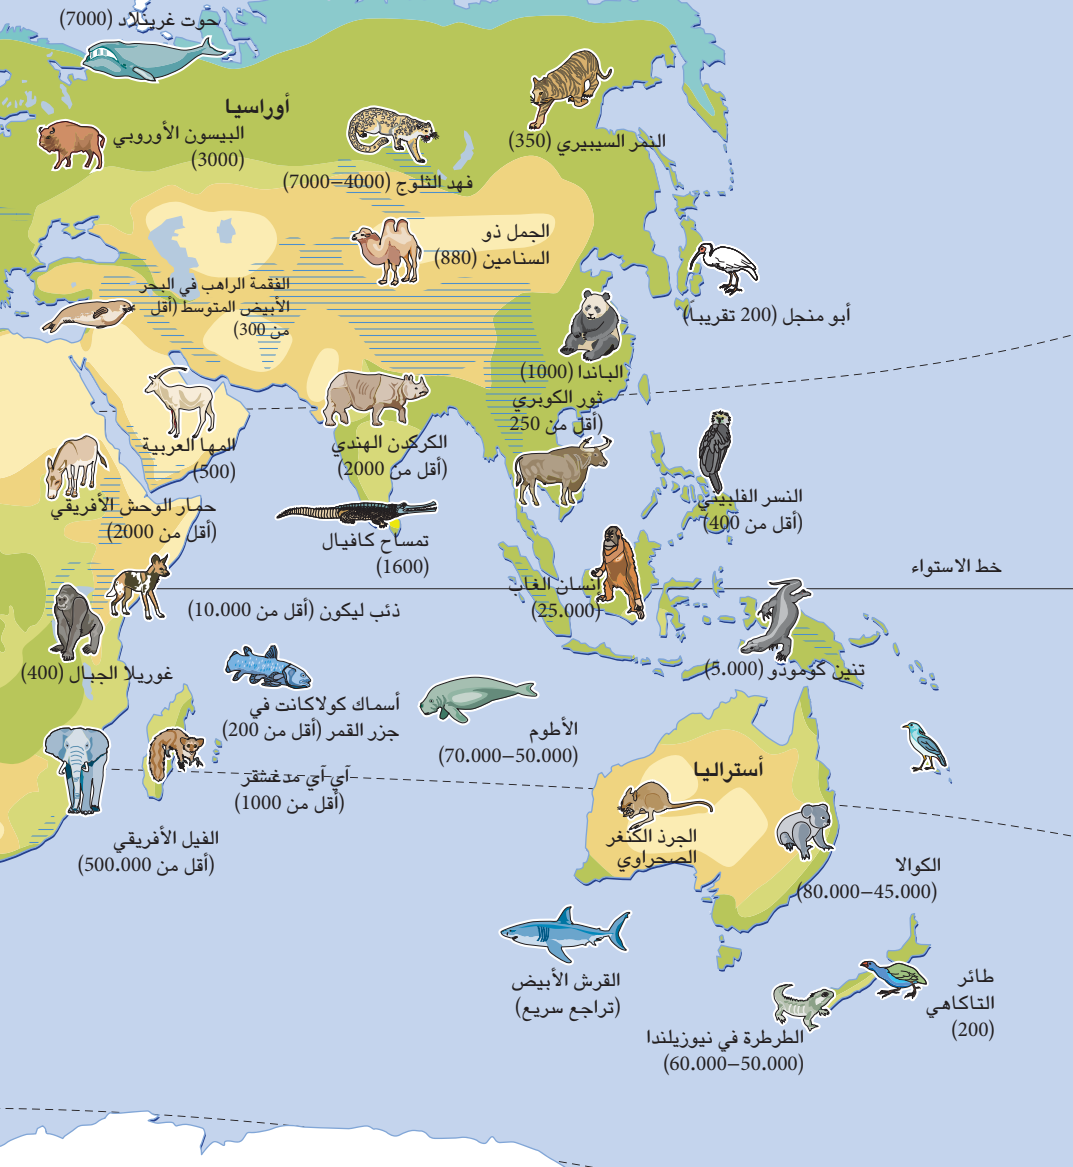 حوت غرينلاد (7000)
أوراسيا
البيسون الأوروبي
(3000)
النمر السيبيري (350)
فهد الثلوج (4000–7000)
الجمل ذو
السنامين (880)
الفقمة الراهب في البحر
الأبيض المتوسط (أقل
من 300)
أبو منجل (200 تقريبا)
الباندا (1000)
ثور الكوبري
(أقل من 250
الكركدن الهندي
(أقل من 2000)
المها العربية
(500)
حمار الوحش الأفريقي
(أقل من 2000)
النسر الفلبيني
(أقل من 400)
تمساح كافيال
(1600)
خط الاستواء
إنسان الغاب
(25.000)
ذئب ليكون (أقل من 10.000)
غوريلا الجبال (400)
تنين كومودو (5.000)
أسماك كولاكانت في
جزر القمر (أقل من 200)
الأطوم
(50.000–70.000)
آي آي مدغشقر
(أقل من 1000)
أستراليا
الجرذ الكنغر
الصحراوي
الفيل الأفريقي
(أقل من 500.000)
الكوالا
(45.000–80.000)
القرش الأبيض
(تراجع سريع)
طائر
التاكاهي
(200)
الطرطرة في نيوزيلندا
(50.000–60.000)